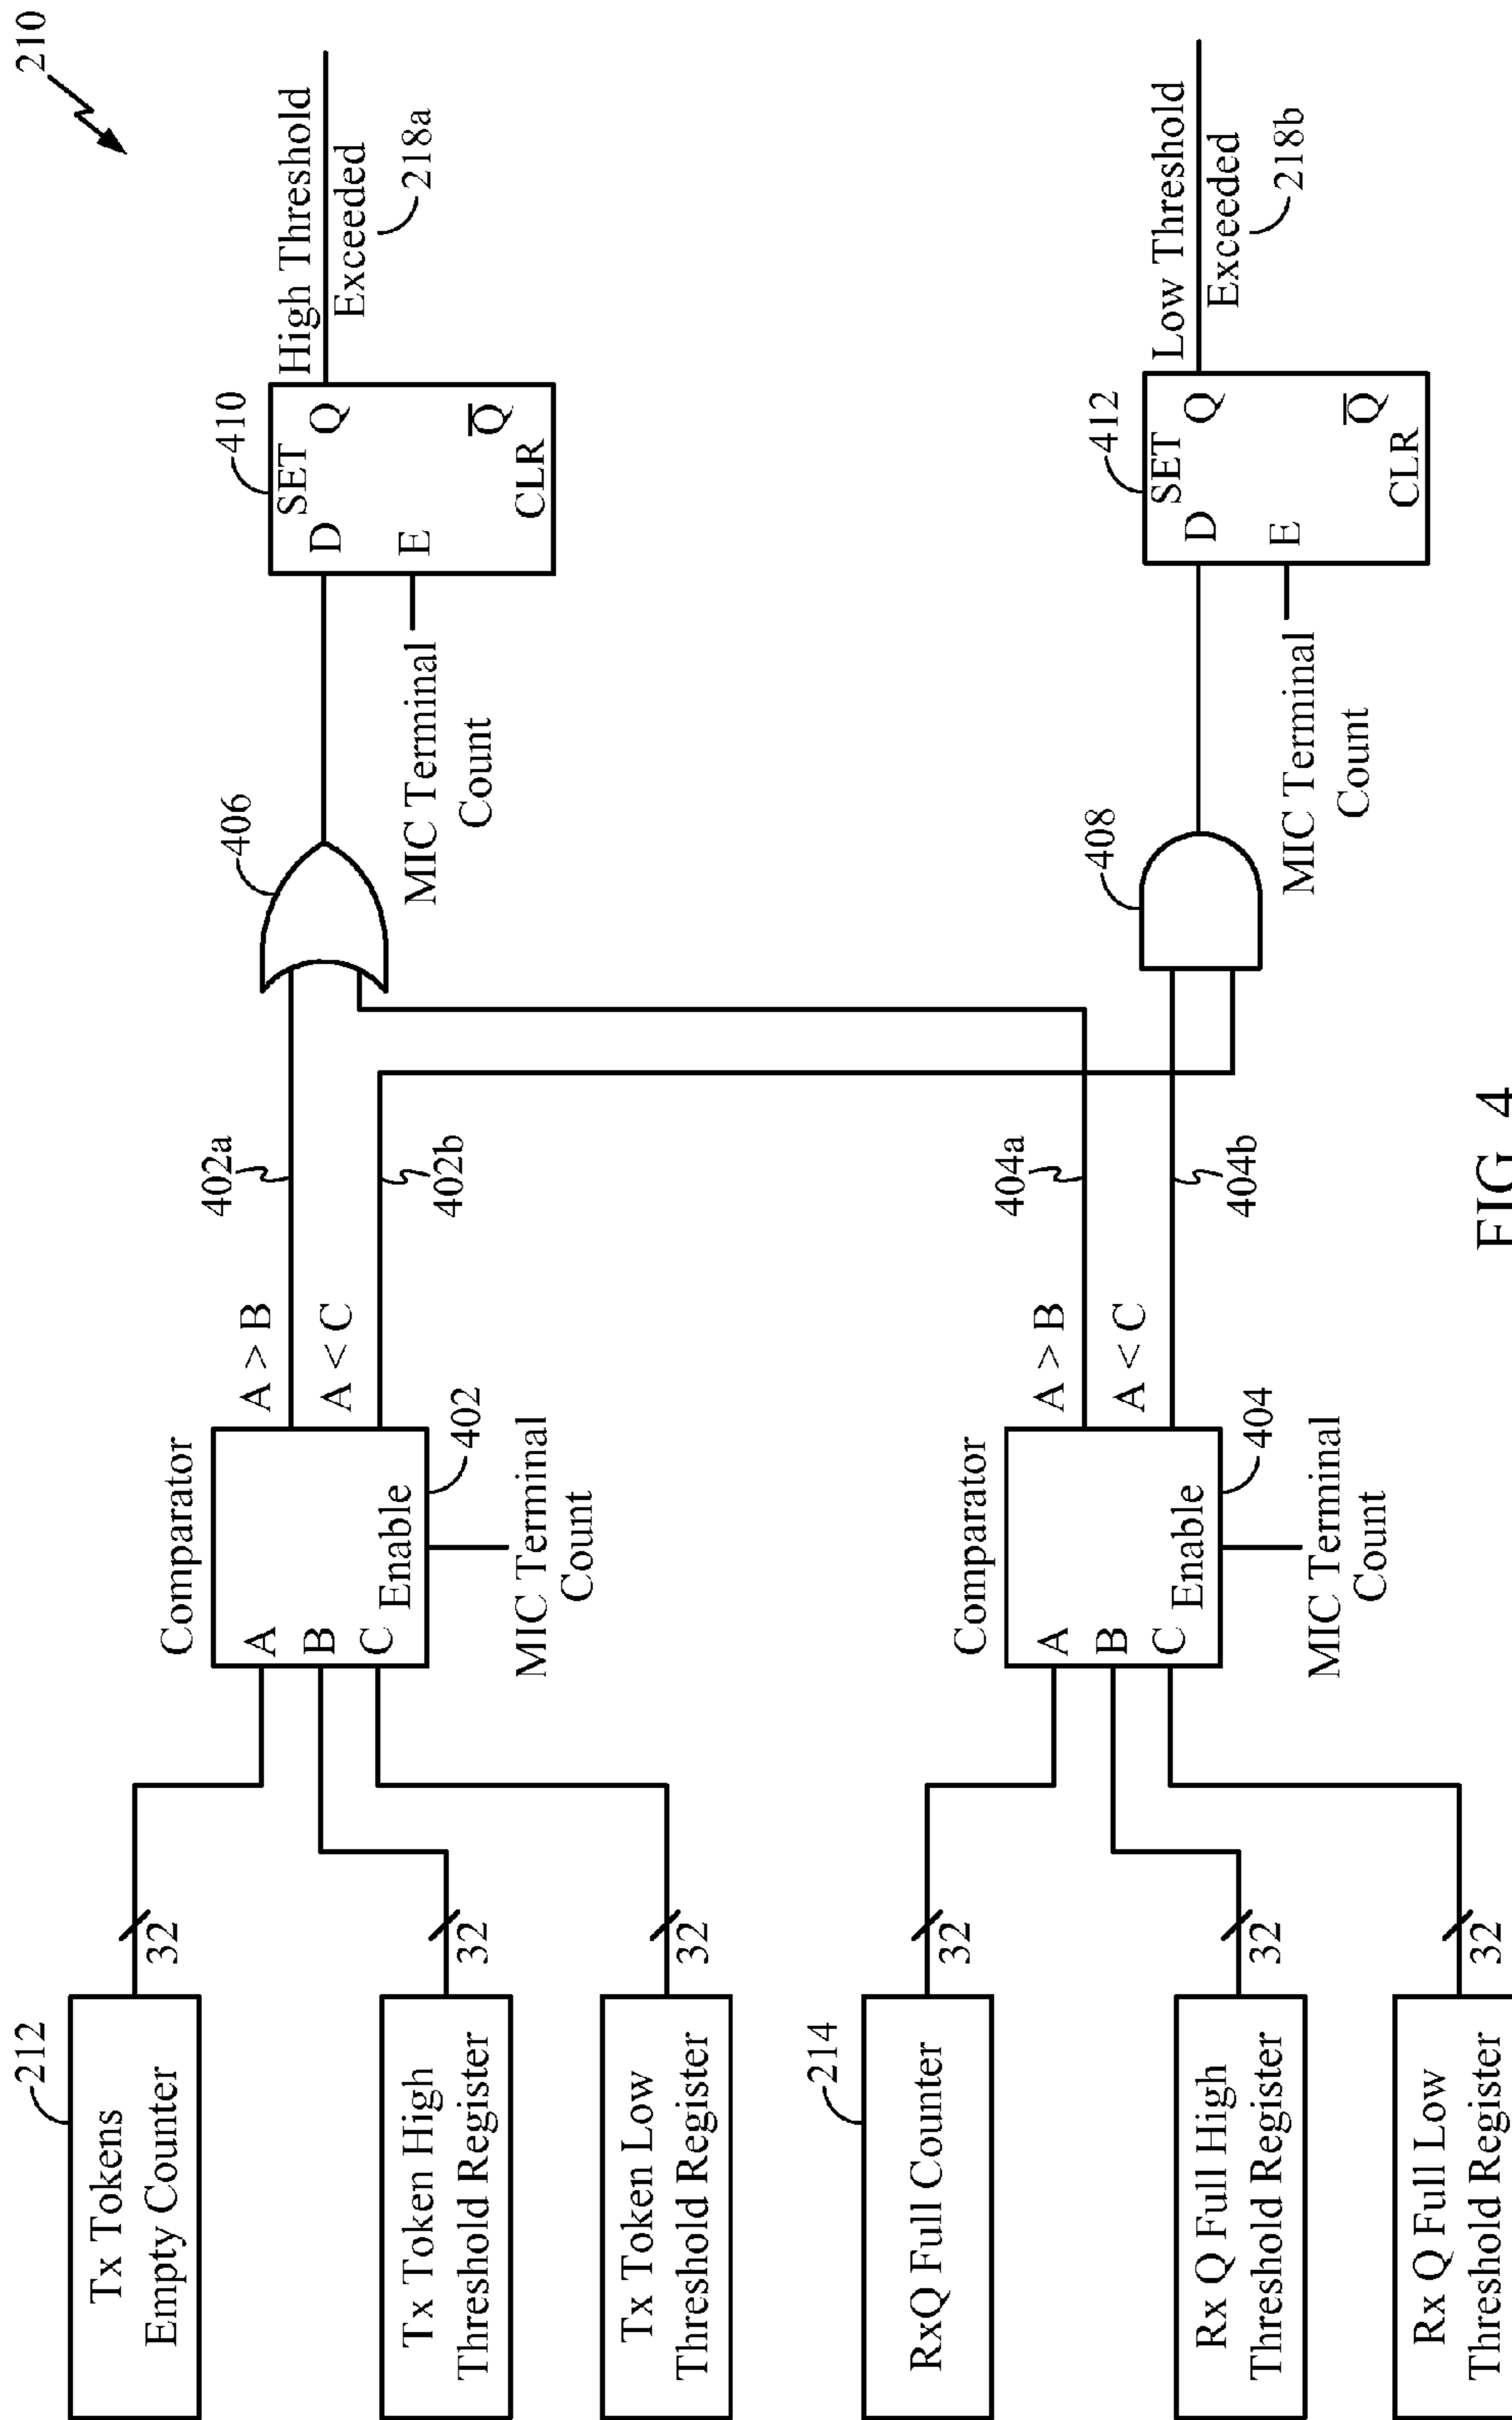 210
212
Tx Tokens
Empty Counter
32
Tx Token High
Threshold Register
32
Tx Token Low
Threshold Register
32
Comparator
A
B
C
Enable
402
MIC Terminal
Count
A > B
A < C
402a
402b
406
MIC Terminal
Count
410
SET
D
Q
E
Q
CLR
High Threshold
Exceeded
218a
214
RxQ Full Counter
32
Rx Q Full High
Threshold Register
32
Rx Q Full Low
Threshold Register
32
Comparator
A
B
C
Enable
404
MIC Terminal
Count
A > B
A < C
404a
404b
408
MIC Terminal
Count
412
SET
D
Q
E
Q
CLR
Low Threshold
Exceeded
218b
FIG. 4